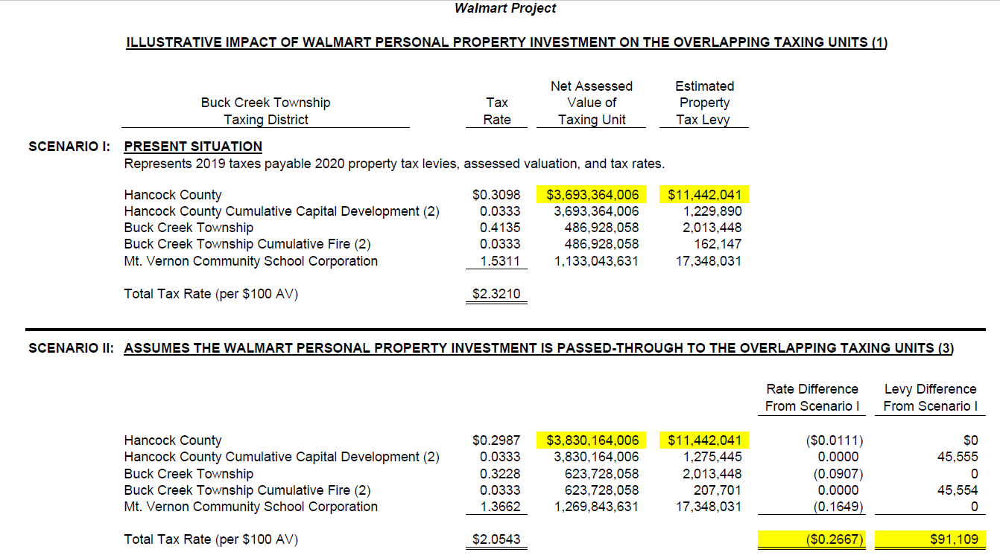 Walmart Project
ILLUSTRATIVE IMPACT OF WALMART PERSONAL PROPERTY INVESTMENT ON THE OVERLAPPING TAXING UNITS (1)
Net Assessed Estimated
Buck Creek Township Tax Value of Property
Taxing District Rate Taxing Unit Tax Levy
SCENARIO I: PRESENT SITUATION
Represents 2019 taxes payable 2020 property tax levies, assessed valuation, and tax rates.
Hancock County $0.3098 $3,693,364,006 $11,442,041
Hancock County Cumulative Capital Development (2) 0.0333 3,693,364,006 1,229,890
Buck Creek Township 0.4135 486,928,058 2,013,448
Buck Creek Township Cumulative Fire (2) 0.0333 486,928,058 162,147
Mt. Vernon Community School Corporation 1.5311 1,133,043,631 17,348,031
Total Tax Rate (per $100 AV) $2.3210
SCENARIO II: ASSUMES THE WALMART PERSONAL PROPERTY INVESTMENT IS PASSED-THROUGH TO THE OVERLAPPING TAXING UNITS (3)
Rate Difference Levy Difference
From Scenario I From Scenario I
Hancock County $0.2987 $3,830,164,006 $11,442,041 ($0.0111) $0
Hancock County Cumulative Capital Development (2) 0.0333 3,830,164,006 1,275,445 0.0000 45,555
Buck Creek Township 0.3228 623,728,058 2,013,448 (0.0907) 0
Buck Creek Township Cumulative Fire (2) 0.0333 623,728,058 207,701 0.0000 45,554
Mt. Vernon Community School Corporation 1.3662 1,269,843,631 17,348,031 (0.1649) 0
Total Tax Rate (per $100 AV) $2.0543 ($0.2667) $91,109